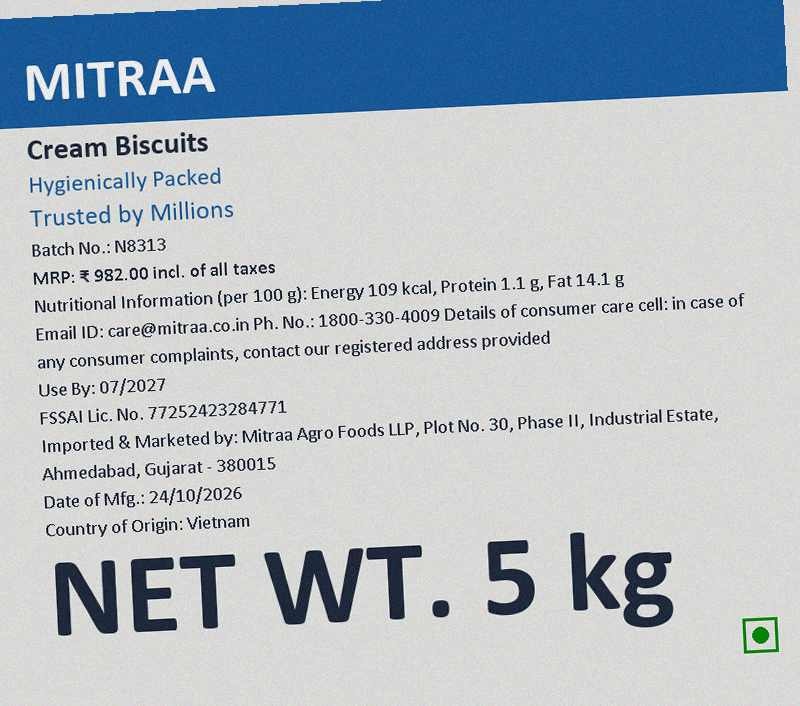 MITRAA
Cream Biscuits
Hygienically Packed
Trusted by Millions
Batch No.: N8313
MRP: ₹ 982.00 incl. of all taxes
Nutritional Information (per 100 g): Energy 109 kcal, Protein 1.1 g, Fat 14.1 g
Email ID: care@mitraa.co.in Ph. No.: 1800-330-4009 Details of consumer care cell: in case of
any consumer complaints, contact our registered address provided
Use By: 07/2027
FSSAI Lic. No. 77252423284771
Imported & Marketed by: Mitraa Agro Foods LLP, Plot No. 30, Phase II, Industrial Estate,
Ahmedabad, Gujarat - 380015
Date of Mfg.: 24/10/2026
Country of Origin: Vietnam
NET WT. 5 kg